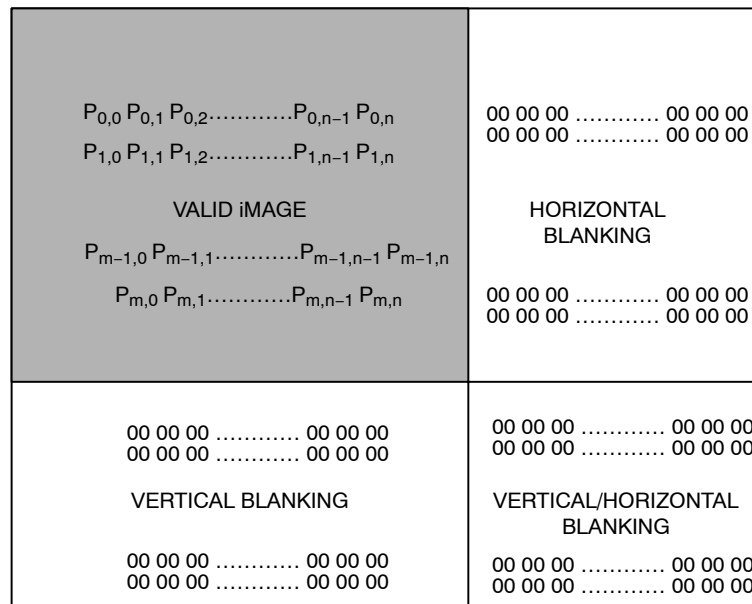 P0,0 P0,1 P0,2............P0,n−1 P0,n
P1,0 P1,1 P1,2............P1,n−1 P1,n
VALID iMAGE
Pm−1,0 Pm−1,1............Pm−1,n−1 Pm−1,n
Pm,0 Pm,1............Pm,n−1 Pm,n
00 00 00 ............ 00 00 00
00 00 00 ............ 00 00 00
HORIZONTAL
BLANKING
00 00 00 ............ 00 00 00
00 00 00 ............ 00 00 00
00 00 00 ............ 00 00 00
00 00 00 ............ 00 00 00
VERTICAL BLANKING
00 00 00 ............ 00 00 00
00 00 00 ............ 00 00 00
00 00 00 ............ 00 00 00
00 00 00 ............ 00 00 00
VERTICAL/HORIZONTAL
BLANKING
00 00 00 ............ 00 00 00
00 00 00 ............ 00 00 00